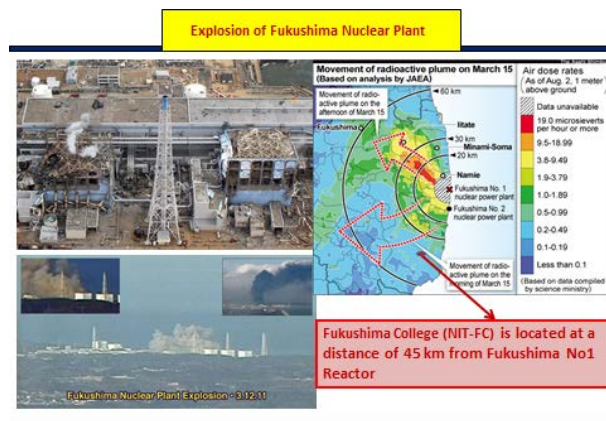 Explosion of Fukushima Nuclear Plant
Movement of radioactive plume on March 15
(Based on analysis by JAEA)
Movement of radio-
active plume on the
afternoon of March 15
60 km
Fukushima
Iitate
30 km
Minami-Soma
20 km
Namie
Fukushima No. 1
nuclear power plant
Fukushima No. 2
nuclear power plant
Movement of radio-
active plume on the
morning of March 15
Air dose rates
As of Aug. 2, 1 meter
above ground
Data unavailable
19.0 microsieverts
per hour or more
9.5-18.99
3.8-9.49
1.9-3.79
1.0-1.89
0.5-0.99
0.2-0.49
0.1-0.19
Less than 0.1
(Based on data compiled
by science ministry)
Fukushima Nuclear Plant Explosion - 3.12.11
Fukushima College (NIT-FC) is located at a
distance of 45 km from Fukushima No1
Reactor